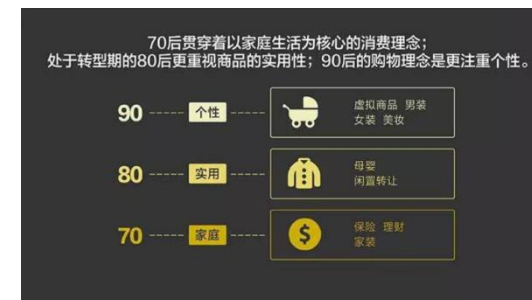 70后贯穿着以家庭生活为核心的消费理念；
处于转型期的80后更重视商品的实用性；90后的购物理念是更注重个性。
90 个性 虚拟商品 男装
女装 美妆
80 实用 母婴
闲置转让
70 家庭 $ 保险 理财
家装